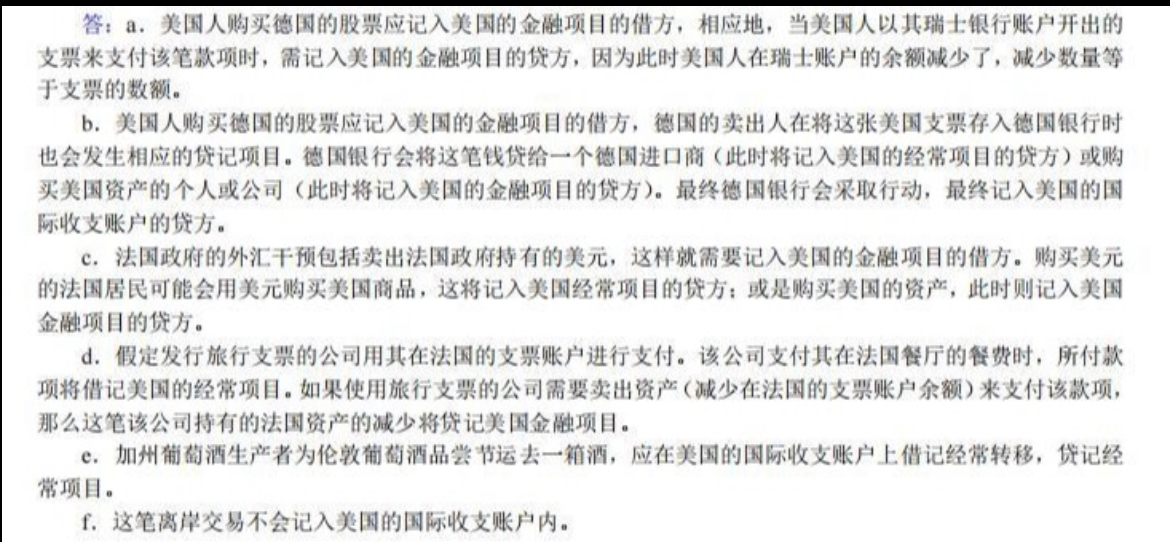 答：a．美国人购买德国的股票应记入美国的金融项目的借方，相应地，当美国人以其瑞士银行账户开出的
支票来支付该笔款项时，需记入美国的金融项目的贷方，因为此时美国人在瑞士账户的余额减少了，减少数量等
于支票的数额。
b．美国人购买德国的股票应记入美国的金融项目的借方，德国的卖出人在将这张美国支票存入德国银行时
也会发生相应的贷记项目。德国银行会将这笔钱贷给一个德国进口商（此时将记入美国的经常项目的贷方）或购
买美国资产的个人或公司（此时将记入美国的金融项目的贷方）。最终德国银行会采取行动，最终记入美国的国
际收支账户的贷方。
c．法国政府的外汇干预包括卖出法国政府持有的美元，这样就需要记入美国的金融项目的借方。购买美元
的法国居民可能会用美元购买美国商品，这将记入美国经常项目的贷方；或是购买美国的资产，此时则记入美国
金融项目的贷方。
d．假定发行旅行支票的公司用其在法国的支票账户进行支付。该公司支付其在法国餐厅的餐费时，所付款
项将借记美国的经常项目。如果使用旅行支票的公司需要卖出资产（减少在法国的支票账户余额）来支付该款项，
那么这笔该公司持有的法国资产的减少将贷记美国金融项目。
e．加州葡萄酒生产者为伦敦葡萄酒品尝节运去一箱酒，应在美国的国际收支账户上借记经常转移，贷记经
常项目。
f．这笔离岸交易不会记入美国的国际收支账户内。